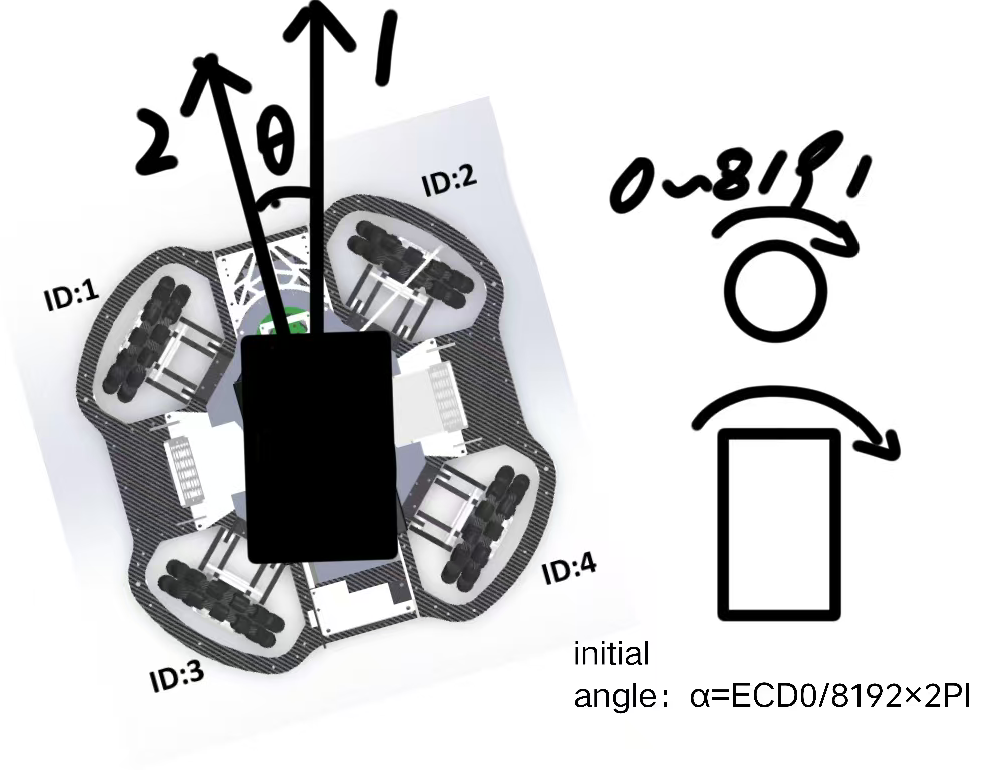 1
2
θ
ID:2
0~8191
ID:1
ID:4
initial
angle: α=ECD0/8192×2PI
ID:3